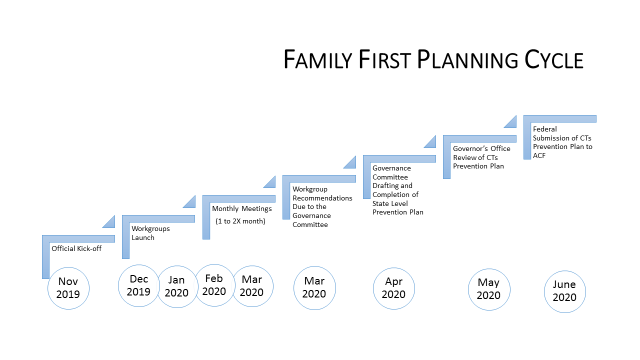 FAMILY FIRST PLANNING CYCLE
Official Kick-off
Workgroups
Launch
Monthly Meetings
(1 to 2X month)
Workgroup
Recommendations
Due to the
Governance
Committee
Governance
Committee
Drafting and
Completion of
State Level
Prevention Plan
Governor's Office
Review of CTs
Prevention Plan
Federal
Submission of CTs
Prevention Plan to
ACF
Nov
2019
Dec
2019
Jan
2020
Feb
2020
Mar
2020
Mar
2020
Apr
2020
May
2020
June
2020